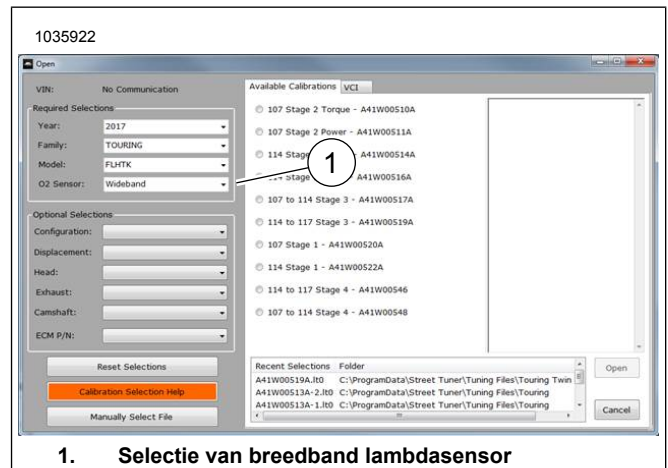 1035922
Open
VIN: No Communication
Required Selections
Year: 2017
Family: TOURING
Model: FLHTK
O2 Sensor: Wideband
Optional Selections
Configuration:
Displacement:
Head:
Exhaust:
Camshaft:
ECM P/N:
Reset Selections
Calibration Selection Help
Manually Select File
Available Calibrations VCI
107 Stage 2 Torque - A41W00510A
107 Stage 2 Power - A41W00511A
114 Stage A41W00514A
Stage A41W00516A
107 to 114 Stage 3 - A41W00517A
114 to 117 Stage 3 - A41W00519A
107 Stage 1 - A41W00520A
114 Stage 1 - A41W00522A
114 to 117 Stage 4 - A41W00546
107 to 114 Stage 4 - A41W00548
1
Recent Selections Folder
A41W00519A.lt0 C:\ProgramData\Street Tuner\Tuning Files\Touring Twin
A41W00513A-2.lt0 C:\ProgramData\Street Tuner\Tuning Files\Touring
A41W00513A-1.lt0 C:\ProgramData\Street Tuner\Tuning Files\Touring
Open
Cancel
1. Selectie van breedband lambdasensor